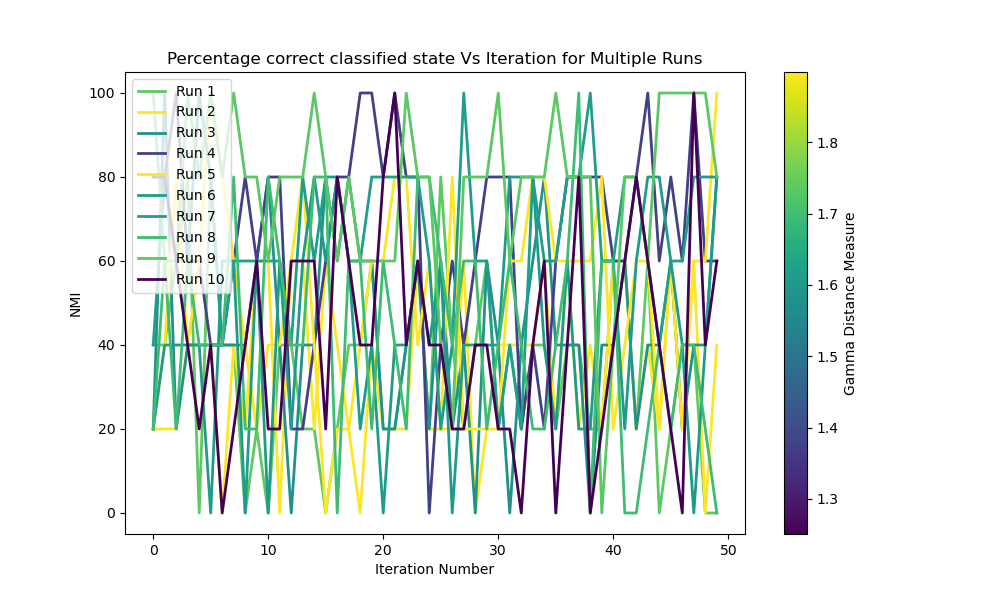 Percentage correct classified state Vs Iteration for Multiple Runs
NMI
100
80
60
40
20
0
Run 1
Run 2
Run 3
Run 4
Run 5
Run 6
Run 7
Run 8
Run 9
Run 10
0
10
20
30
40
50
Iteration Number
1.8
1.7
1.6
1.5
1.4
1.3
Gamma Distance Measure